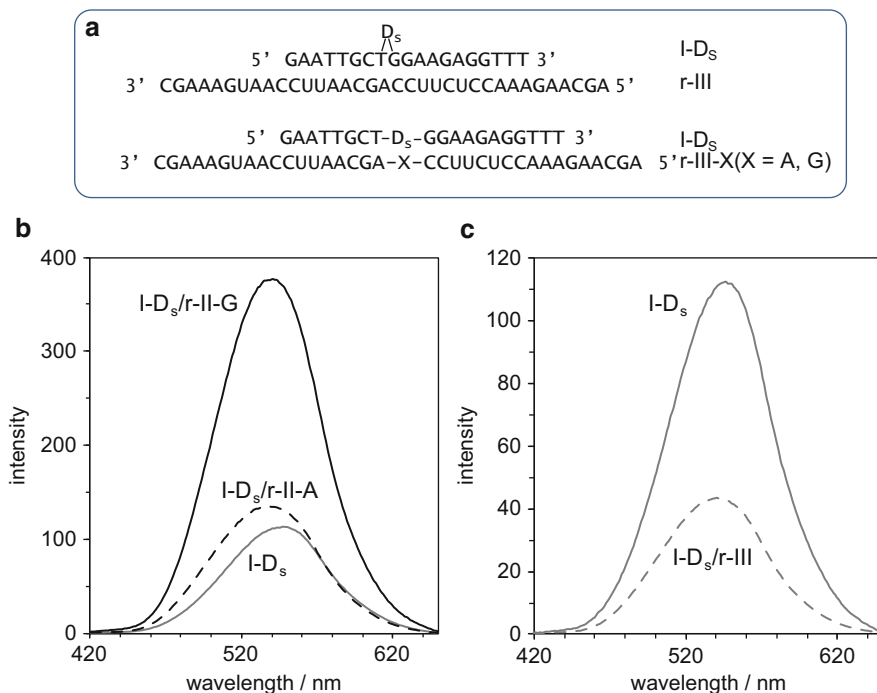 a
Ds
5’ GAATTGCTGGAAGAGGTTT 3’ I-DS
3’ CGAAAGUAACCUUAACGACCUUCUCCAAAGAACGA 5’ r-III
5’ GAATTGCT-Ds-GGAAGAGGTTT 3’ I-DS
3’ CGAAAGUAACCUUAACGA-X-CCUUCUCCAAAGAACGA 5’ r-III-X(X = A, G)
b
400
300
200
100
0
intensity
I-Ds/r-II-G
I-Ds/r-II-A
I-Ds
420 520 620
wavelength / nm
c
120
100
80
60
40
20
0
intensity
I-Ds
I-Ds/r-III
420 520 620
wavelength / nm